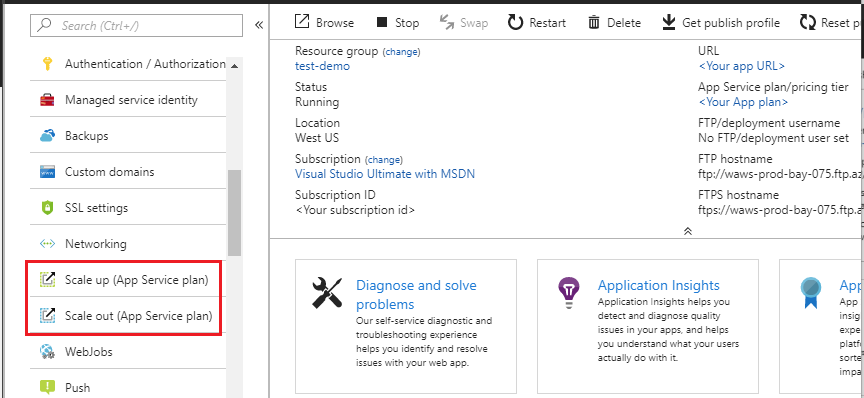 Search (Ctrl+/)
«
Authentication / Authorization
Managed service identity
Backups
Custom domains
SSL settings
Networking
Scale up (App Service plan)
Scale out (App Service plan)
WebJobs
Push
Browse Stop Swap Restart Delete Get publish profile Reset
Resource group (change)
test-demo
Status
Running
Location
West US
Subscription (change)
Visual Studio Ultimate with MSDN
Subscription ID
<Your subscription id>
URL
<Your app URL>
App Service plan/pricing tier
<Your App plan>
FTP/deployment username
No FTP/deployment user set
FTP hostname
ftp://waws-prod-bay-075.ftp.az
FTPS hostname
ftps://waws-prod-bay-075.ftp.a
Diagnose and solve
problems
Our self-service diagnostic and
troubleshooting experience
helps you identify and resolve
issues with your web app.
Application Insights
Application Insights helps you
detect and diagnose quality
issues in your apps, and helps
you understand what your users
actually do with it.
App
App
insig
expe
platf
sorte
impa